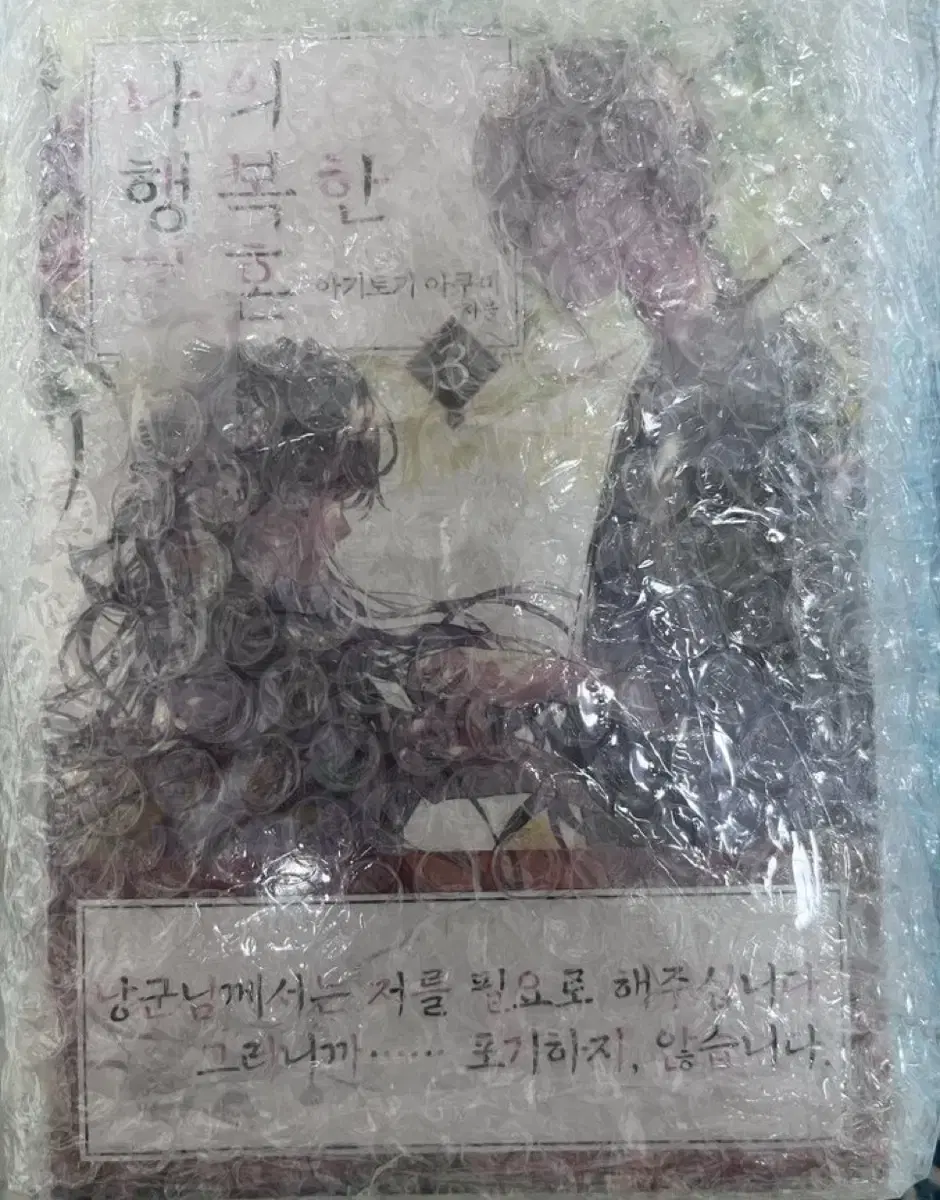 나의
행복한
혼
아기토기 아쿠미
지음
3
낭군님께서는 저를 필요로 해주십니다
그러니까…… 포기하지, 않습니다.